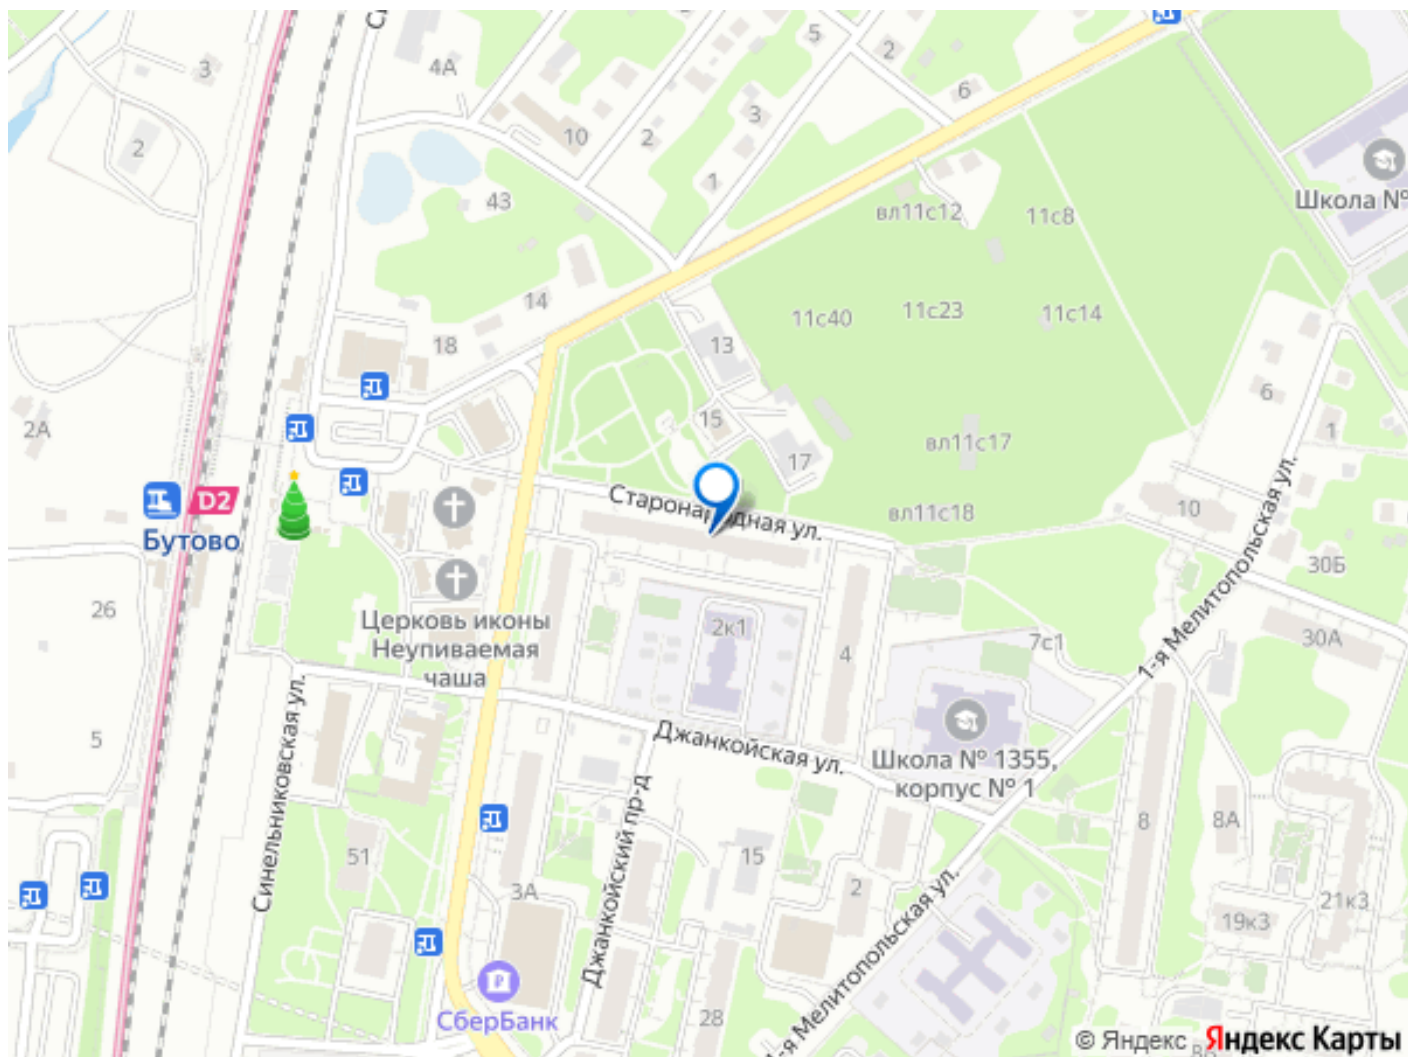 5
2
3
4А
6
3
10
2
2
1
Школа №
43
вл11с12
11с8
14
11с40
11с23
11с14
18
13
6
15
1
2А
вл11с17
17
D2
Старонародная ул.
вл11с18
10
Бутово
30Б
26
Церковь иконы
Неупиваемая
чаша
2к1
4
7с1
30А
1-я Мелитопольская ул.
5
Джанкойская ул.
Школа № 1355,
корпус № 1
Синельниковская ул.
Джанкойский пр-д
51
15
8
8А
3А
2
21к3
19к3
1-я Мелитопольская ул.
СберБанк
28
© Яндекс Яндекс Карты